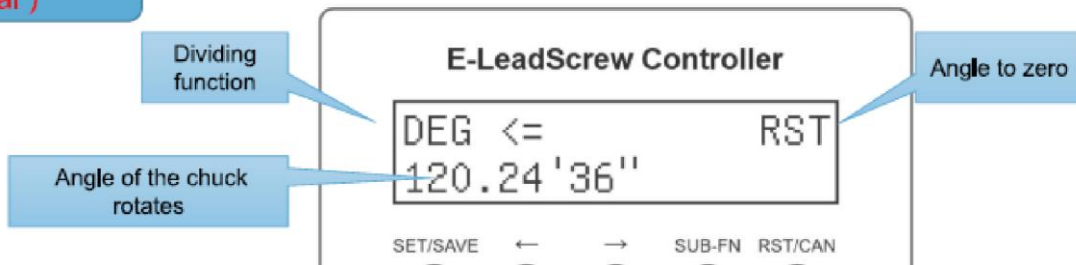 Dividing
function
E-LeadScrew Controller
Angle to zero
DEG <= RST
120.24'36"
Angle of the chuck
rotates
SET/SAVE ← → SUB-FN RST/CAN